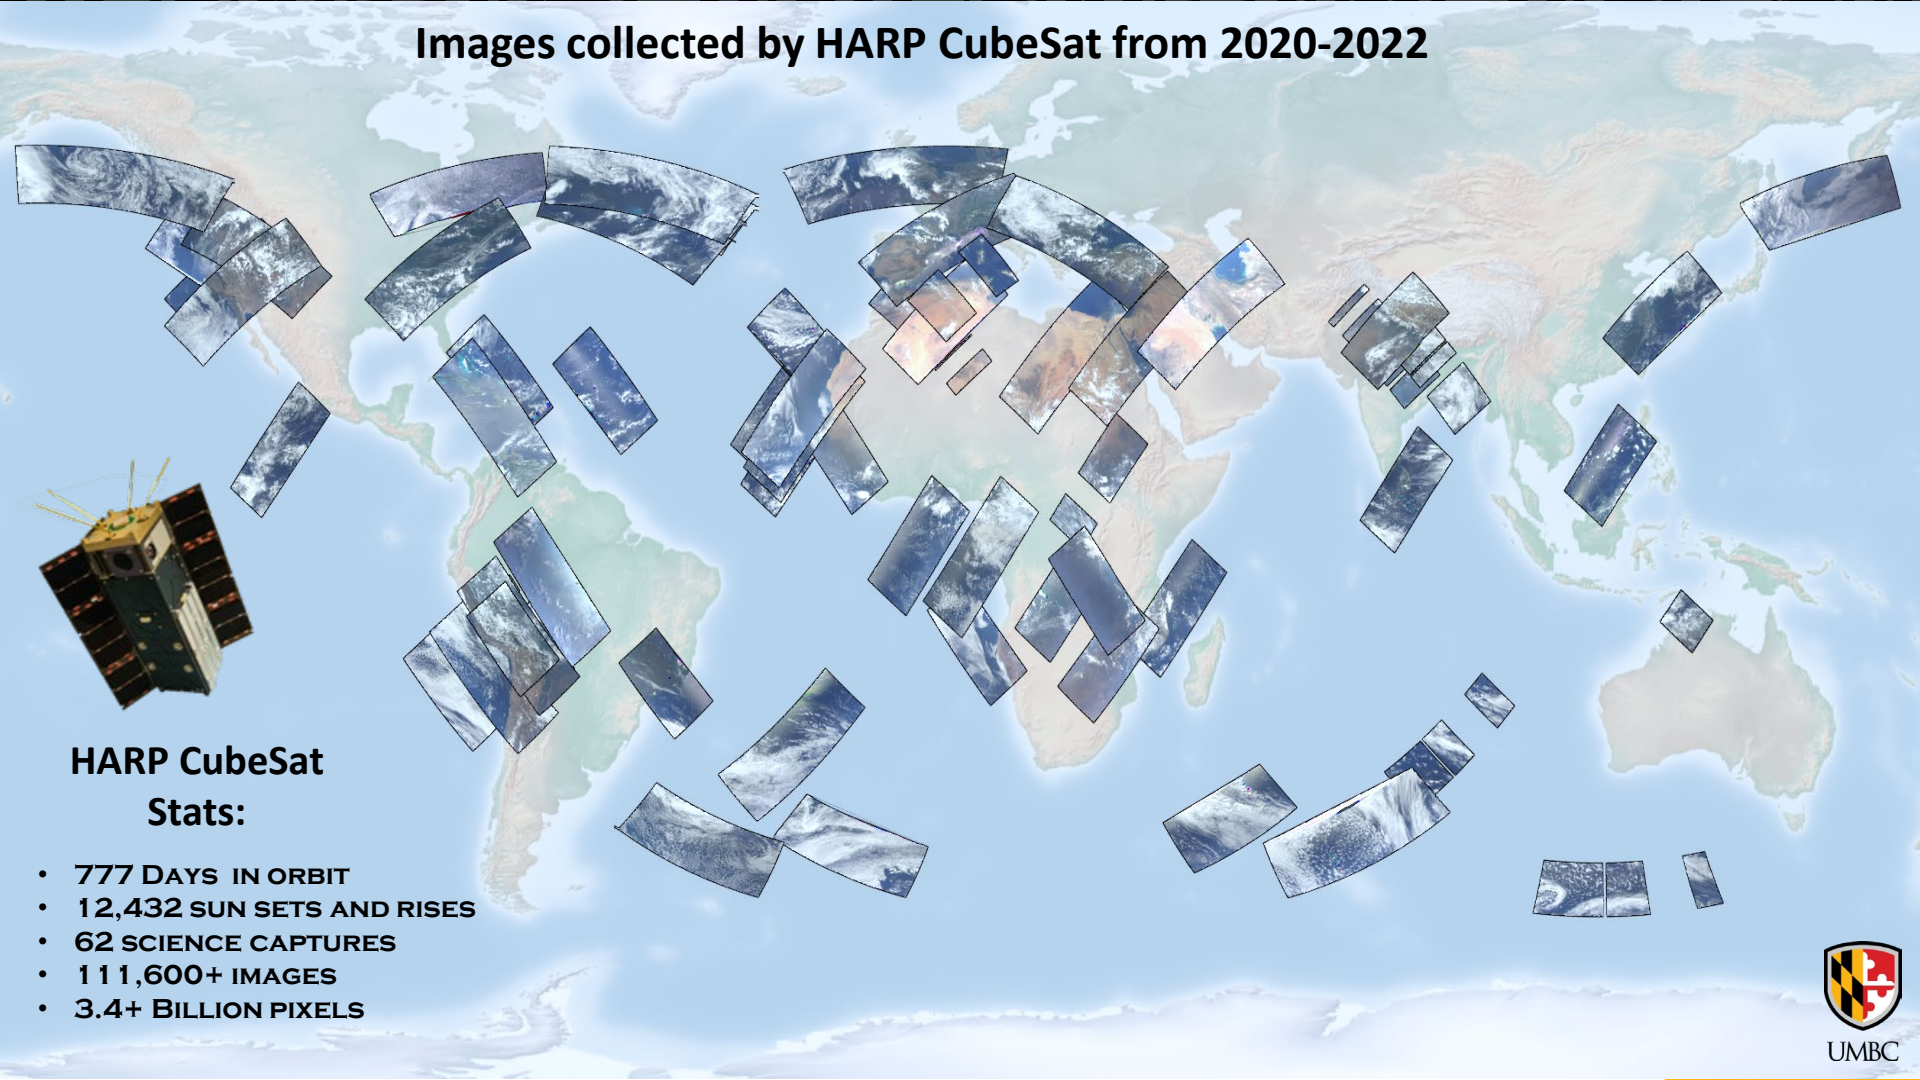 Images collected by HARP CubeSat from 2020-2022
HARP CubeSat
Stats:
• 777 Days in orbit
• 12,432 sun sets and rises
• 62 science captures
• 111,600+ images
• 3.4+ Billion pixels
UMBC